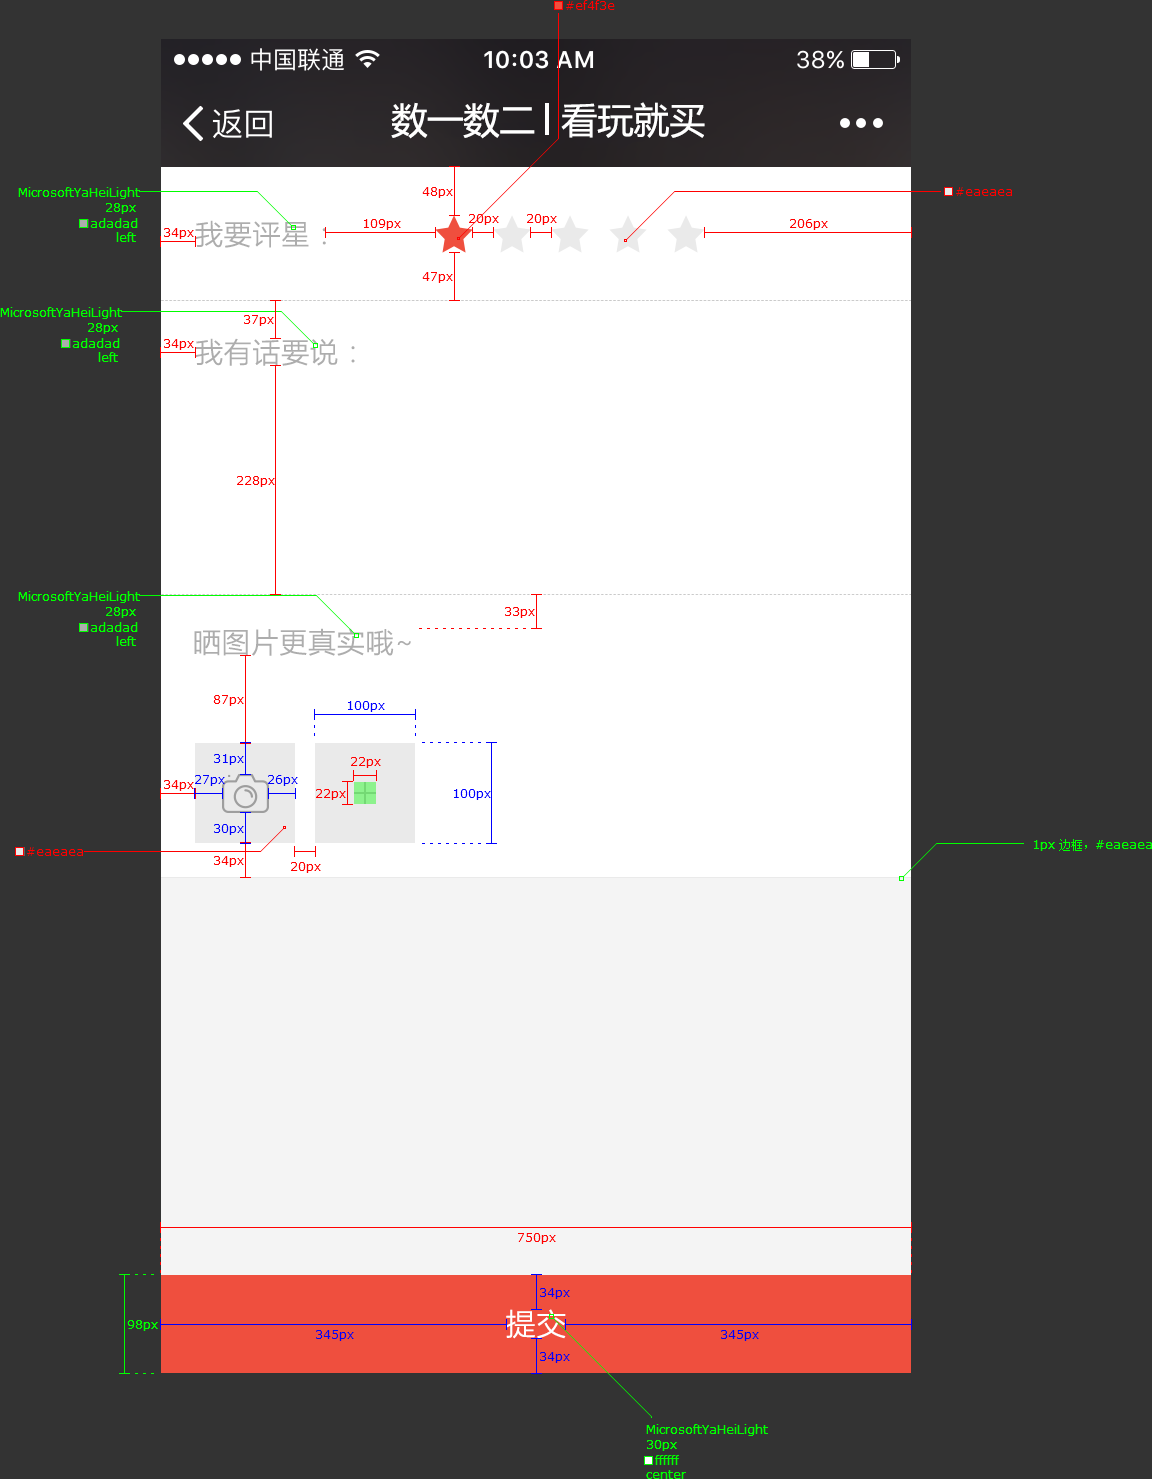 #ef4f3e
中国联通
10:03 AM
38%
返回
数一数二 | 看玩就买
•••
MicrosoftYaHeiLight
28px
adadad
left
48px
#eaeaea
34px
我要评星：
109px
20px
20px
206px
47px
MicrosoftYaHeiLight
28px
adadad
left
37px
34px
我有话要说：
228px
MicrosoftYaHeiLight
28px
adadad
left
33px
晒图片更真实哦~
87px
100px
31px
22px
34px
27px
26px
22px
100px
30px
#eaeaea
34px
20px
1px 边框，#eaeaea
750px
34px
98px
345px
提交
345px
34px
MicrosoftYaHeiLight
30px
ffffff
center